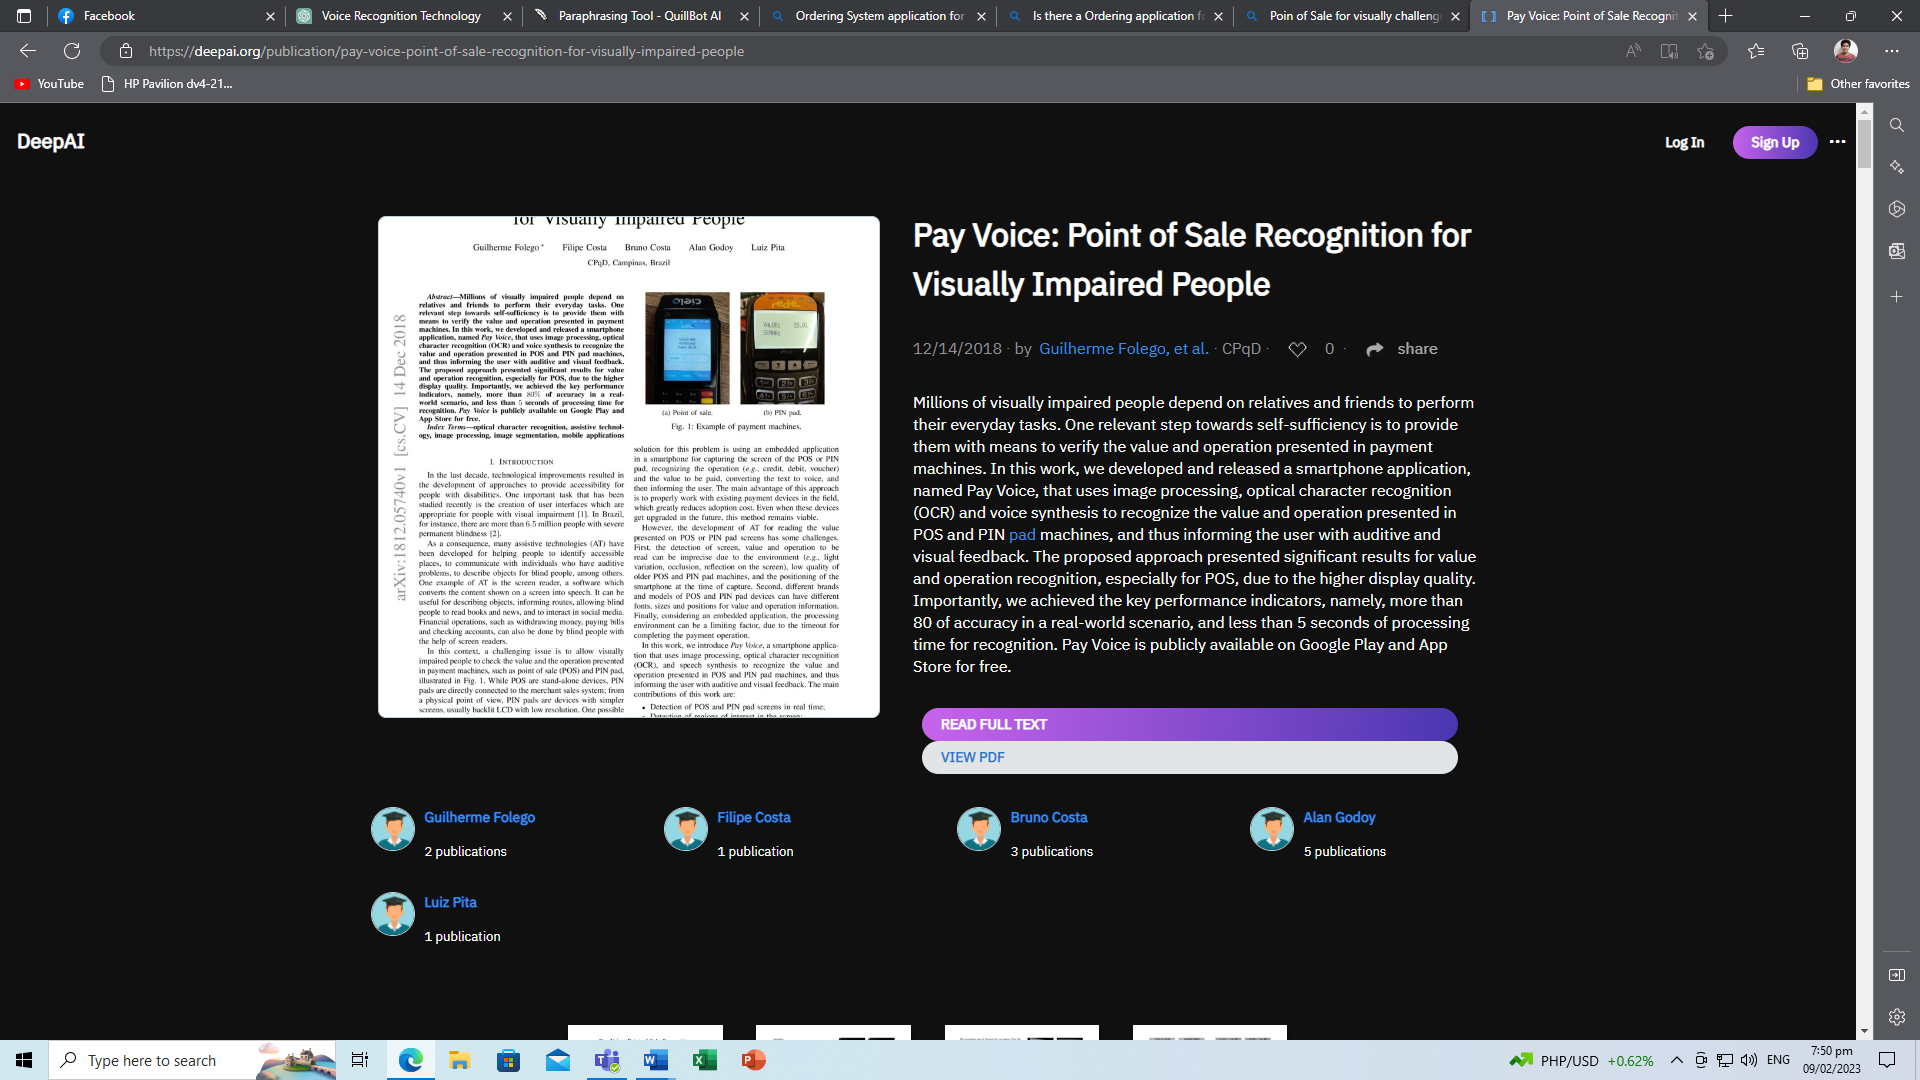 Facebook
Voice Recognition Technology
Paraphrasing Tool - QuillBot AI
Ordering System application for
Is there a Ordering application fo
Poin of Sale for visually challeng
Pay Voice: Point of Sale Recognit
https://deepai.org/publication/pay-voice-point-of-sale-recognition-for-visually-impaired-people
YouTube
HP Pavilion dv4-21...
Other favorites
DeepAI
Log In
Sign Up
for Visually Impaired People
Guilherme Folego * Filipe Costa Bruno Costa Alan Godoy Luiz Pita
CPqD, Campinas, Brazil
arXiv:1812.05740v1 [cs.CV] 14 Dec 2018
Abstract—Millions of visually impaired people depend on
relatives and friends to perform their everyday tasks. One
relevant step towards self-sufficiency is to provide them with
means to verify the value and operation presented in payment
machines. In this work, we developed and released a smartphone
application, named Pay Voice, that uses image processing, optical
character recognition (OCR) and voice synthesis to recognize the
value and operation presented in POS and PIN pad machines,
and thus informing the user with auditive and visual feedback.
The proposed approach presented significant results for value
and operation recognition, especially for POS, due to the higher
display quality. Importantly, we achieved the key performance
indicators, namely, more than 80% of accuracy in a real-
world scenario, and less than 5 seconds of processing time for
recognition. Pay Voice is publicly available on Google Play and
App Store for free.
Index Terms—optical character recognition, assistive technol-
ogy, image processing, image segmentation, mobile applications
I. INTRODUCTION
In the last decade, technological improvements resulted in
the development of approaches to provide accessibility for
people with disabilities. One important task that has been
studied recently is the creation of user interfaces which are
appropriate for people with visual impairment [1]. In Brazil,
for instance, there are more than 6.5 million people with severe
permanent blindness [2].
As a consequence, many assistive technologies (AT) have
been developed for helping people to identify accessible
places, to communicate with individuals who have auditive
problems, to describe objects for blind people, among others.
One example of AT is the screen reader, a software which
converts the content shown on a screen into speech. It can be
useful for describing objects, informing routes, allowing blind
people to read books and news, and to interact in social media.
Financial operations, such as withdrawing money, paying bills
and checking accounts, can also be done by blind people with
the help of screen readers.
In this context, a challenging issue is to allow visually
impaired people to check the value and the operation presented
in payment machines, such as point of sale (POS) and PIN pad,
illustrated in Fig. 1. While POS are stand-alone devices, PIN
pads are directly connected to the merchant sales system; from
a physical point of view, PIN pads are devices with simpler
screens, usually backlit LCD with low resolution. One possible
cielo
rede
VALOR: 55.01
SENHA:
(a) Point of sale.
(b) PIN pad.
Fig. 1: Example of payment machines.
solution for this problem is using an embedded application
in a smartphone for capturing the screen of the POS or PIN
pad, recognizing the operation (e.g., credit, debit, voucher)
and the value to be paid, converting the text to voice, and
then informing the user. The main advantage of this approach
is to properly work with existing payment devices in the field,
which greatly reduces adoption cost. Even when these devices
get upgraded in the future, this method remains viable.
However, the development of AT for reading the value
presented on POS or PIN pad screens has some challenges.
First, the detection of screen, value and operation to be
read can be imprecise due to the environment (e.g., light
variation, occlusion, reflection on the screen), low quality of
older POS and PIN pad machines, and the positioning of the
smartphone at the time of capture. Second, different brands
and models of POS and PIN pad devices can have different
fonts, sizes and positions for value and operation information.
Finally, considering an embedded application, the processing
environment can be a limiting factor, due to the timeout for
completing the payment operation.
In this work, we introduce Pay Voice, a smartphone applica-
tion that uses image processing, optical character recognition
(OCR), and speech synthesis to recognize the value and
operation presented in POS and PIN pad machines, and thus
informing the user with auditive and visual feedback. The main
contributions of this work are:
• Detection of POS and PIN pad screens in real time;
• Detection of regions of interest in the screen;
Pay Voice: Point of Sale Recognition for
Visually Impaired People
12/14/2018 · by Guilherme Folego, et al. · CPqD · 0 · share
Millions of visually impaired people depend on relatives and friends to perform
their everyday tasks. One relevant step towards self-sufficiency is to provide
them with means to verify the value and operation presented in payment
machines. In this work, we developed and released a smartphone application,
named Pay Voice, that uses image processing, optical character recognition
(OCR) and voice synthesis to recognize the value and operation presented in
POS and PIN pad machines, and thus informing the user with auditive and
visual feedback. The proposed approach presented significant results for value
and operation recognition, especially for POS, due to the higher display quality.
Importantly, we achieved the key performance indicators, namely, more than
80 of accuracy in a real-world scenario, and less than 5 seconds of processing
time for recognition. Pay Voice is publicly available on Google Play and App
Store for free.
READ FULL TEXT
VIEW PDF
Guilherme Folego
2 publications
Filipe Costa
1 publication
Bruno Costa
3 publications
Alan Godoy
5 publications
Luiz Pita
1 publication
Type here to search
PHP/USD +0.62%
ENG
7:50 pm
09/02/2023